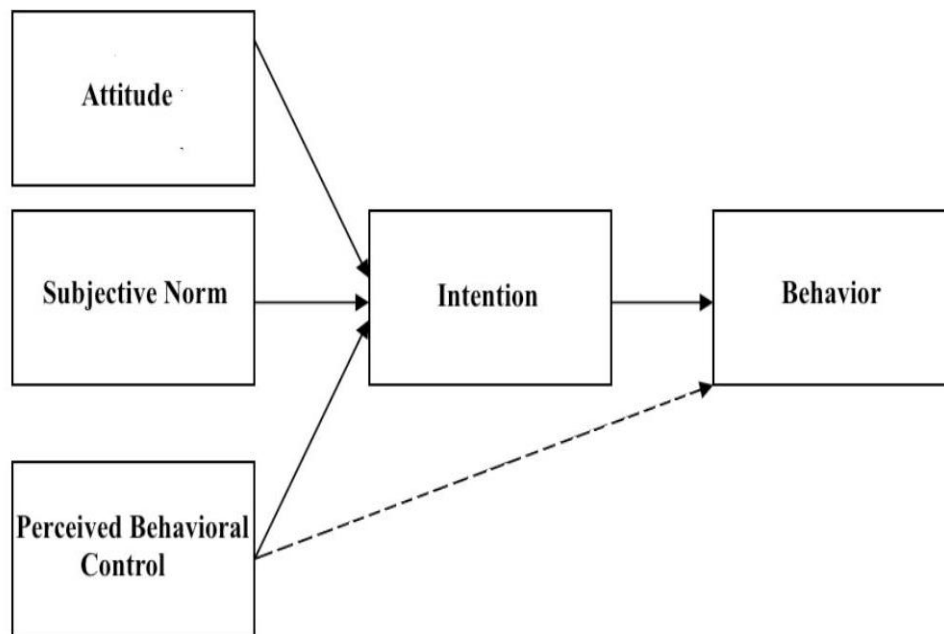 Attitude
Subjective Norm
Intention
Behavior
Perceived Behavioral
Control